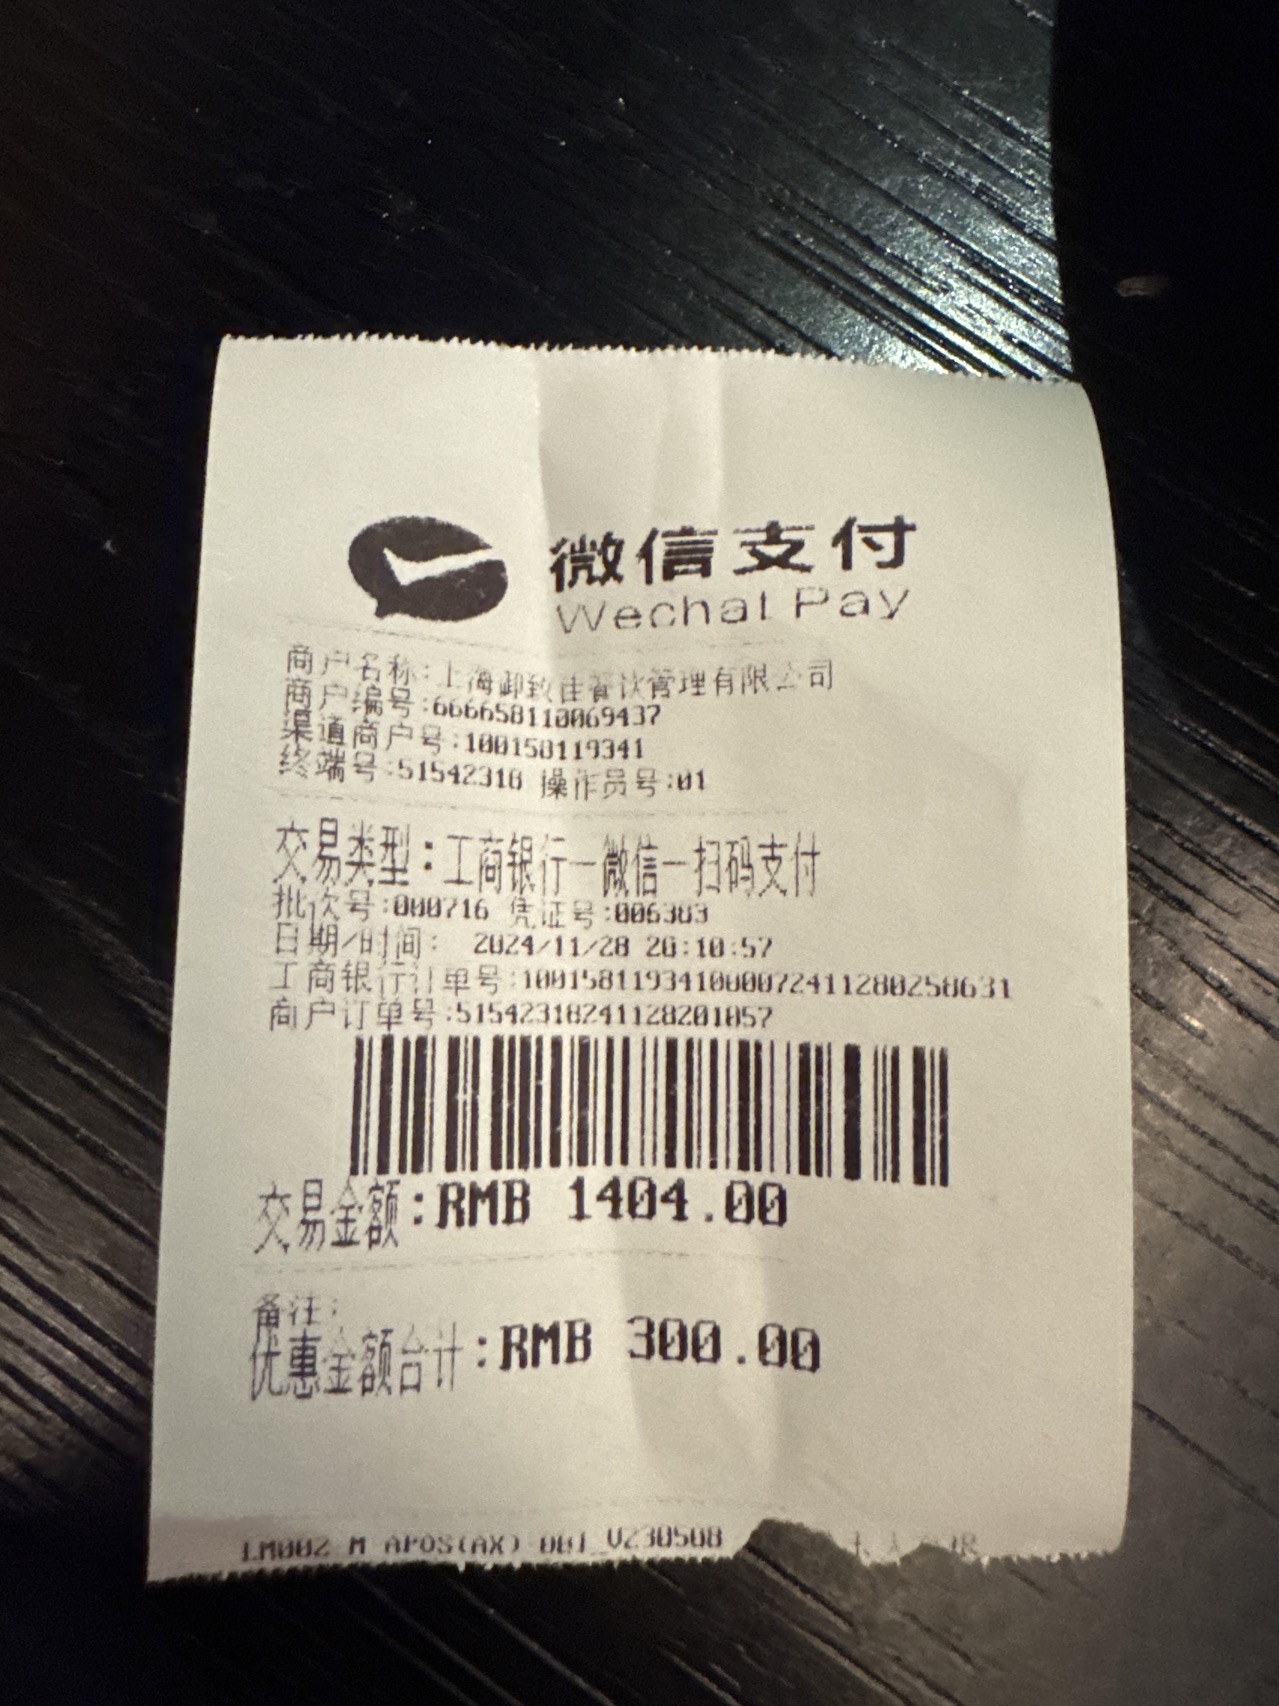 微信支付
Wechat Pay
商户名称:上海御致佳餐饮管理有限公司
商户编号:666658110069437
渠道商户号:100158119341
终端号:51542318 操作员号:01
交易类型:工商银行-微信-扫码支付
批次号:000716 凭证号:006383
日期/时间: 2024/11/28 20:10:57
工商银行订单号:100158119341000072411280258631
商户订单号:51542318241128201057
交易金额:RMB 1404.00
备注:
优惠金额合计:RMB 300.00
LM002 M APOS(AX) 001_V230508